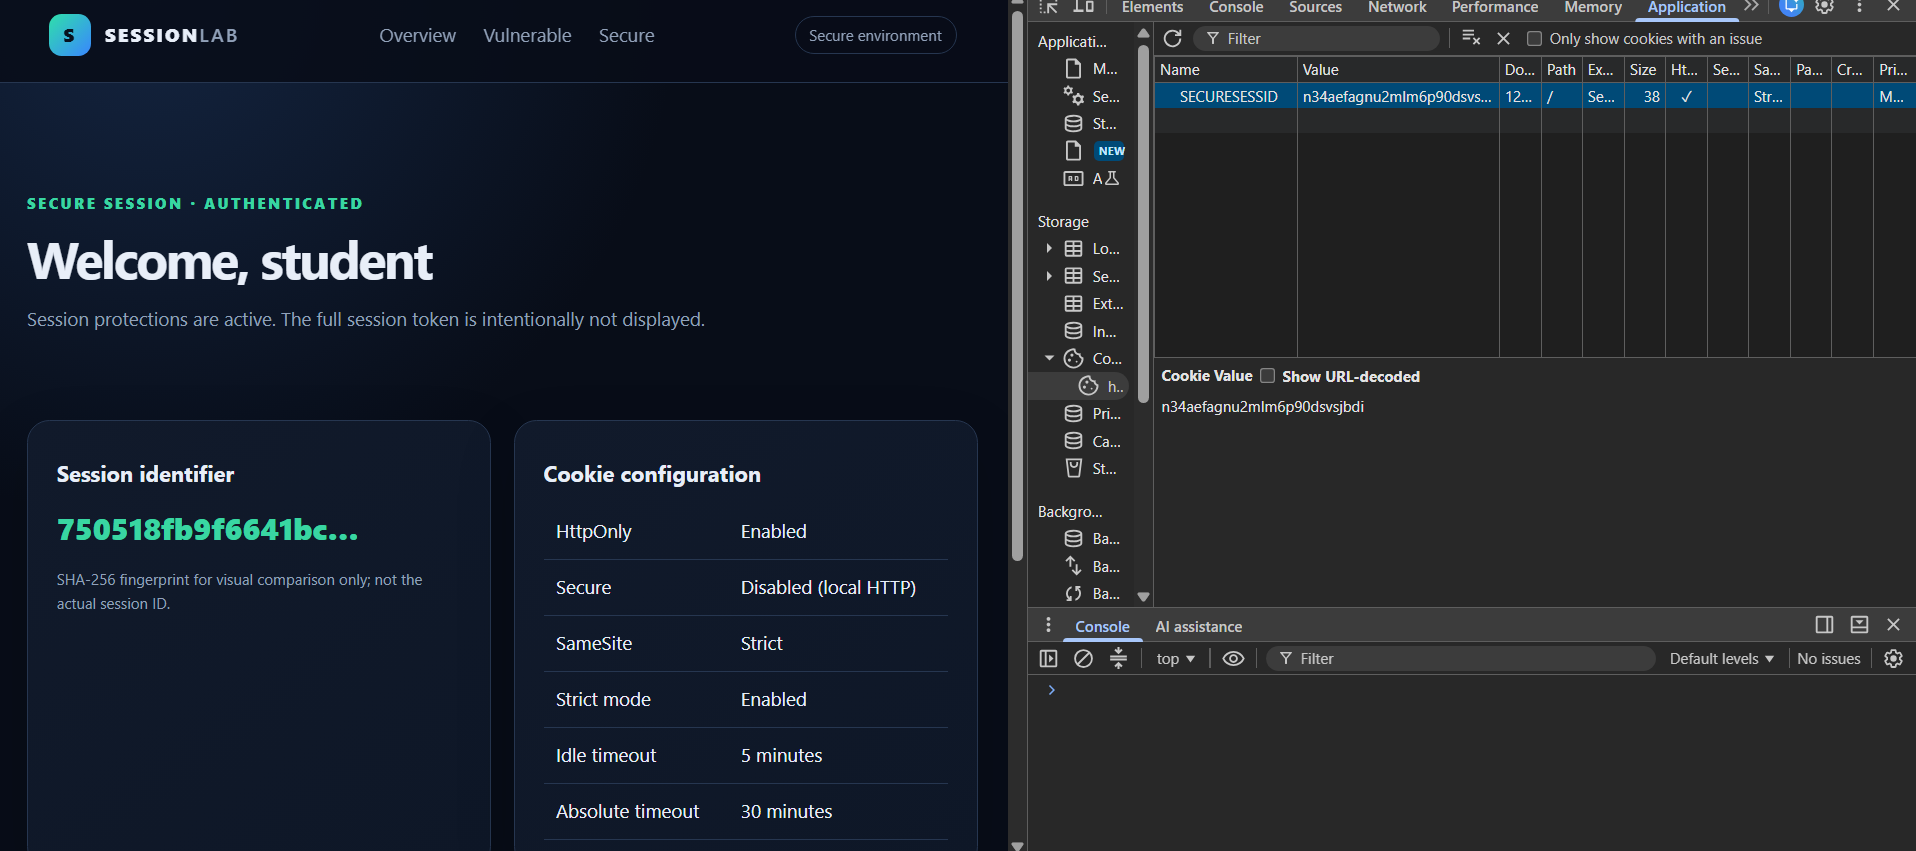 S SESSIONLAB
Overview Vulnerable Secure
Secure environment
SECURE SESSION · AUTHENTICATED
Welcome, student
Session protections are active. The full session token is intentionally not displayed.
Session identifier
750518fb9f6641bc...
SHA-256 fingerprint for visual comparison only; not the
actual session ID.
Cookie configuration
HttpOnly Enabled
Secure Disabled (local HTTP)
SameSite Strict
Strict mode Enabled
Idle timeout 5 minutes
Absolute timeout 30 minutes
Elements Console Sources Network Performance Memory Application
Applicati...
M...
Se...
St...
NEW
A
Storage
Lo...
Se...
Ext...
In...
Co...
h..
Pri...
Ca...
St...
Backgro...
Ba...
Ba...
Ba...
Filter
Only show cookies with an issue
Name Value Do... Path Ex... Size Ht... Se... Sa... Pa... Cr... Pri...
SECURESESSID n34aefagnu2mlm6p90dsvs... 12... / Se... 38 ✓ Str... M...
Cookie Value Show URL-decoded
n34aefagnu2mlm6p90dsvsjbdi
Console AI assistance
top Filter Default levels No issues